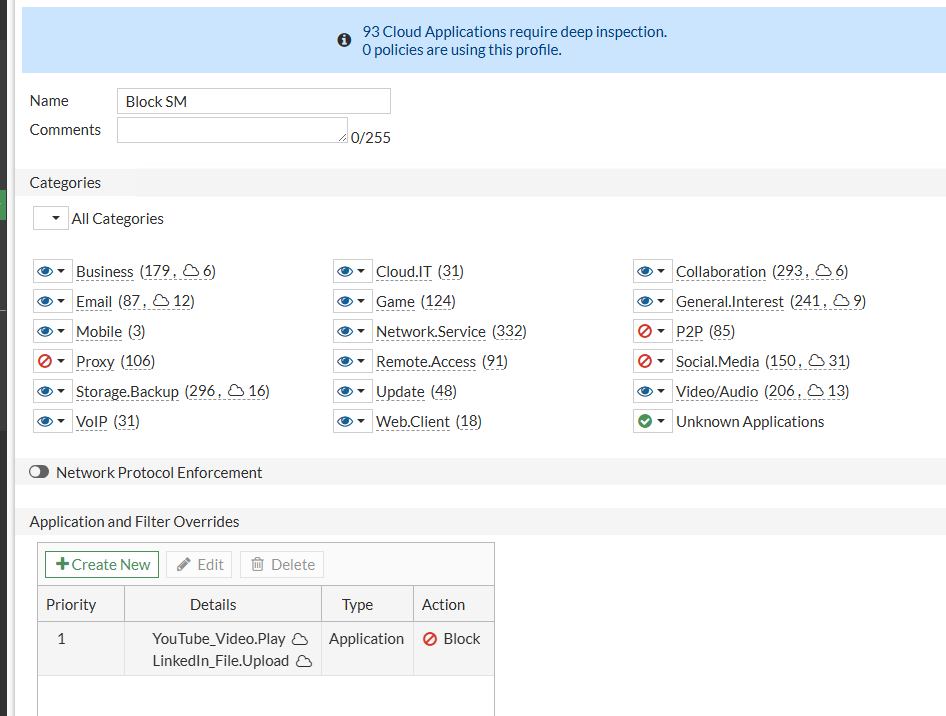 93 Cloud Applications require deep inspection.
0 policies are using this profile.
Name Block SM
Comments 0/255
Categories
All Categories
Business (179, 6) Cloud.IT (31) Collaboration (293, 6)
Email (87, 12) Game (124) General.Interest (241, 9)
Mobile (3) Network.Service (332) P2P (85)
Proxy (106) Remote.Access (91) Social.Media (150, 31)
Storage.Backup (296, 16) Update (48) Video/Audio (206, 13)
VoIP (31) Web.Client (18) Unknown Applications
Network Protocol Enforcement
Application and Filter Overrides
Create New Edit Delete
Priority Details Type Action
1 YouTube_Video.Play Application Block
LinkedIn_File.Upload